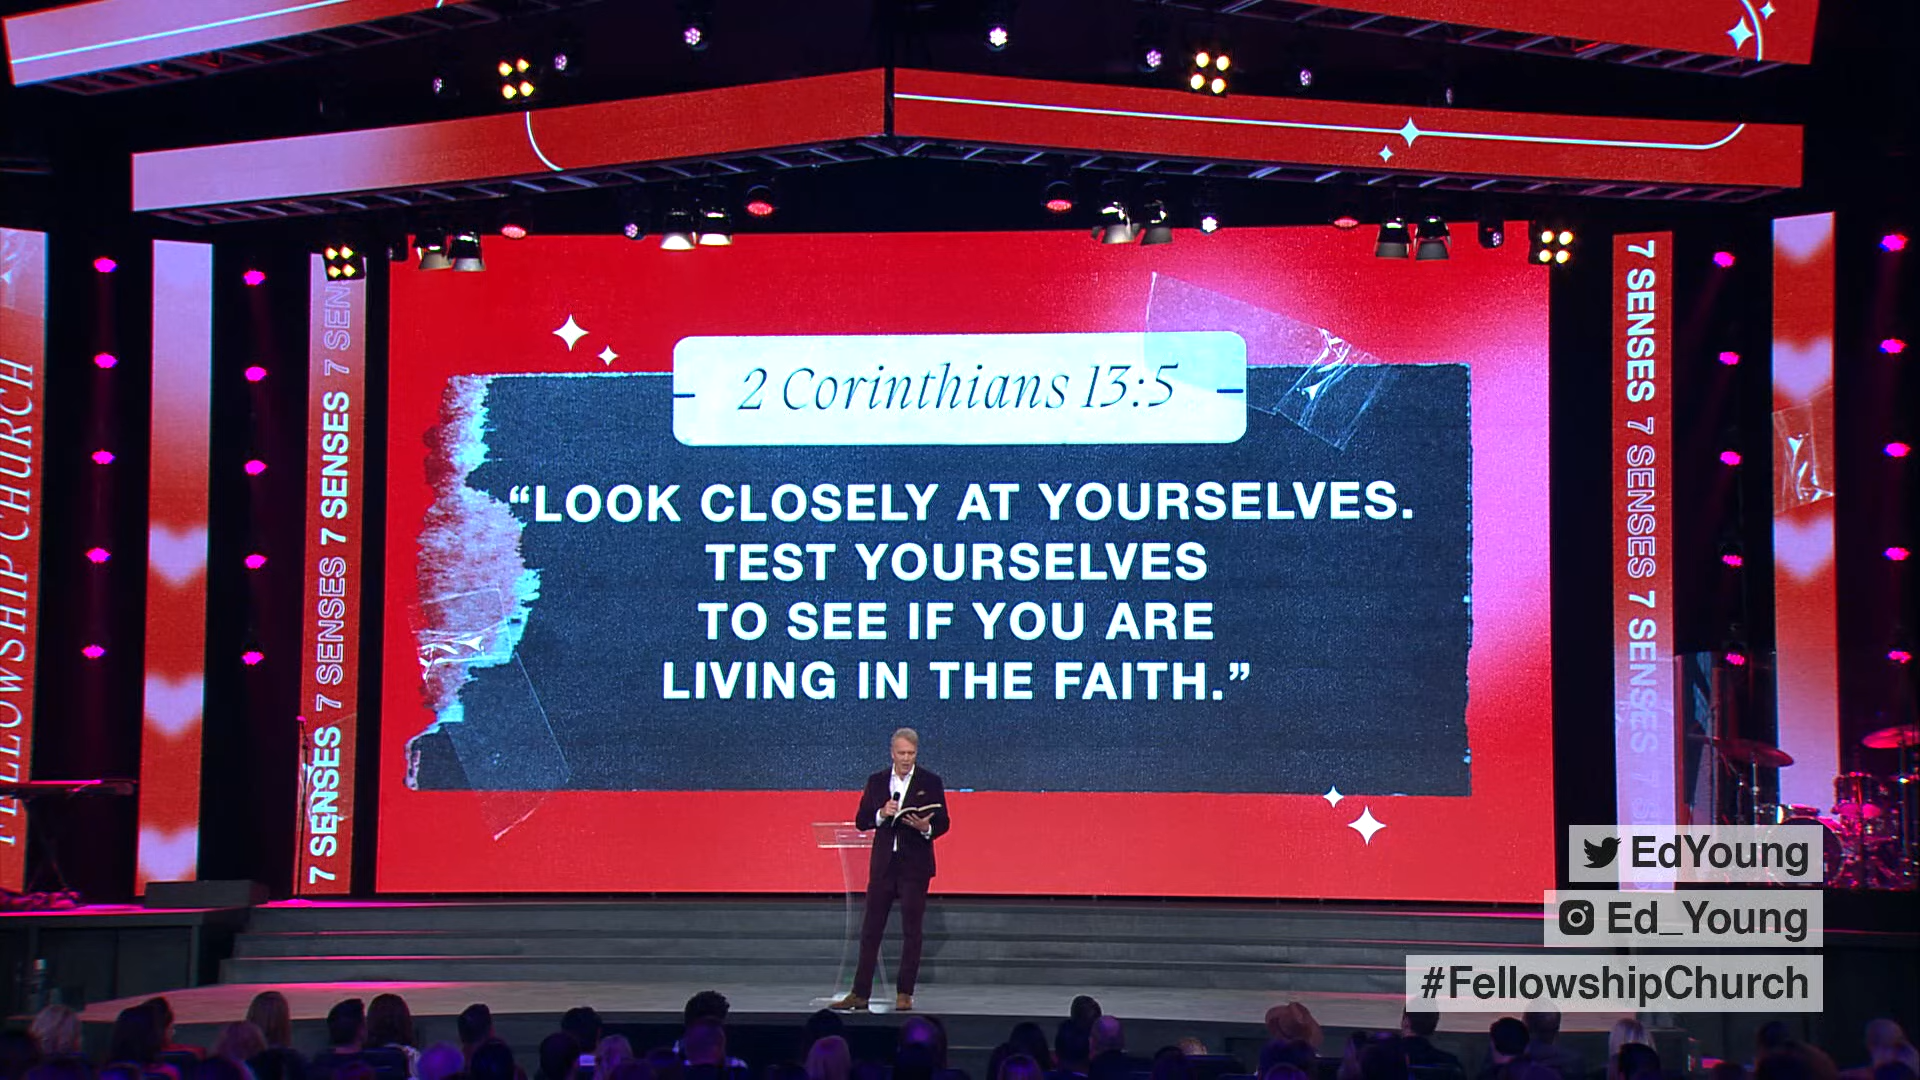 2 Corinthians 13:5
“LOOK CLOSELY AT YOURSELVES.
TEST YOURSELVES
TO SEE IF YOU ARE
LIVING IN THE FAITH.”
FELLOWSHIP CHURCH
7 SENSES 7 SENSES 7 SENSES 7 SEN
7 SENSES 7 SENSES 7 SENSES 7 S
EdYoung
Ed_Young
#FellowshipChurch